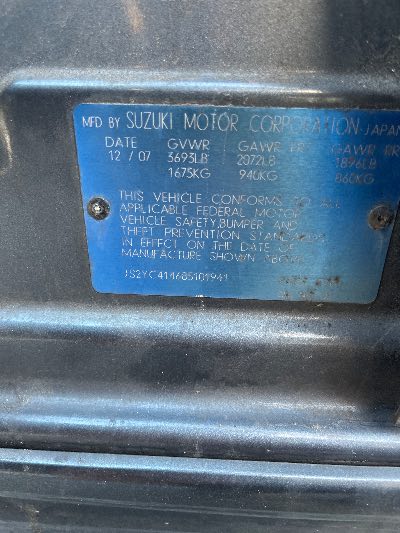 MFD BY SUZUKI MOTOR CORPORATION-JAPAN
DATE GVWR GAWR FR GAWR RR
12/07 3693LB 2072LB 1896LB
1675KG 940KG 860KG
THIS VEHICLE CONFORMS TO ALL
APPLICABLE FEDERAL MOTOR
VEHICLE SAFETY,BUMPER AND
THEFT PREVENTION STANDARDS
IN EFFECT ON THE DATE OF
MANUFACTURE SHOWN ABOVE.